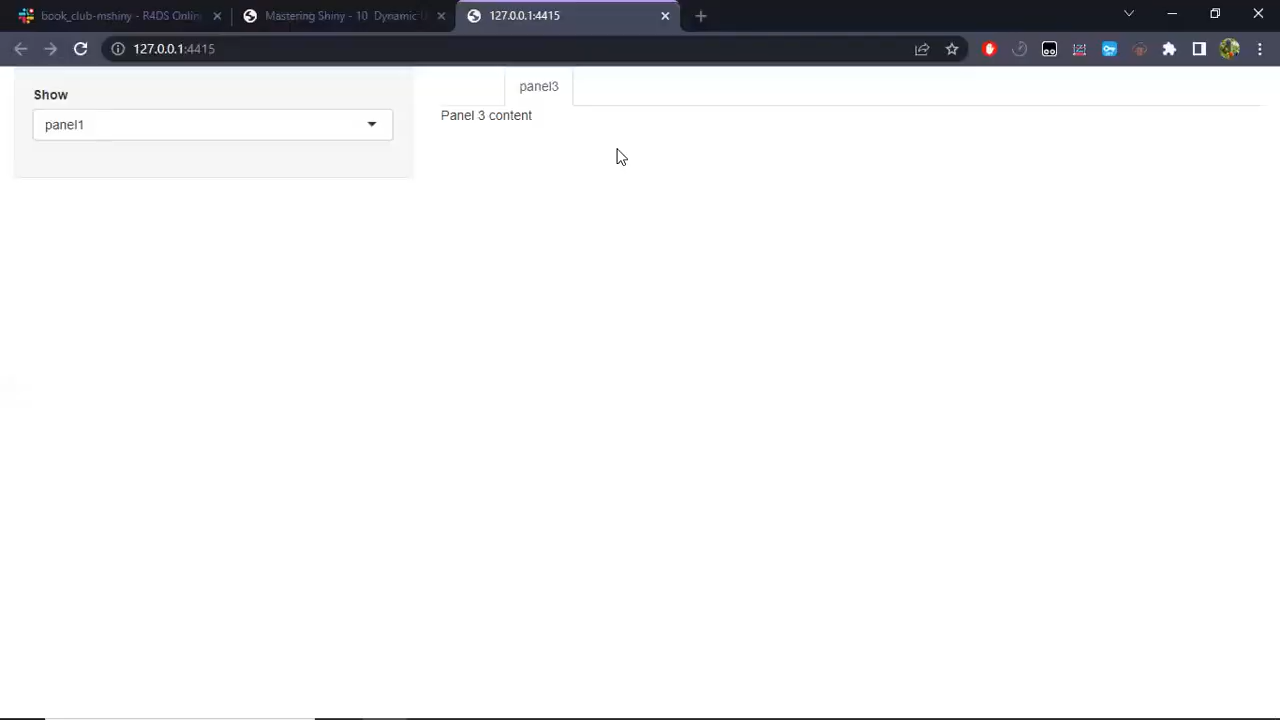 book_club-mshiny - R4DS Onlin
Mastering Shiny - 10 Dynamic U
127.0.0.1:4415
127.0.0.1:4415
Show
panel1
panel3
Panel 3 content